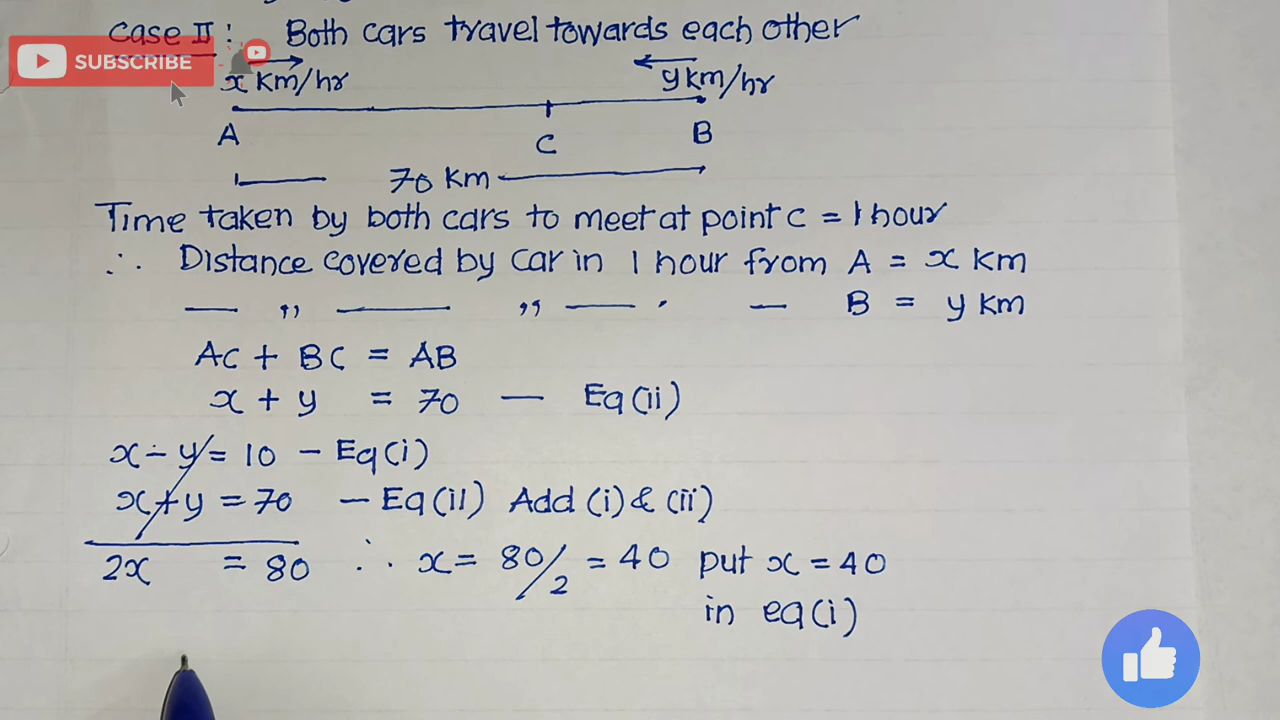 Case II : Both cars travel towards each other
SUBSCRIBE
x km/hr y km/hr
A C B
70 km
Time taken by both cars to meet at point C = 1 hour
∴ Distance covered by car in 1 hour from A = x km
— ,, — ,, — — B = y km
AC + BC = AB
x + y = 70 — Eq(ii)
x - y = 10 - Eq(i)
x + y = 70 - Eq(ii) Add (i) & (ii)
2x = 80 ∴ x = 80/2 = 40 put x = 40
in eq(i)